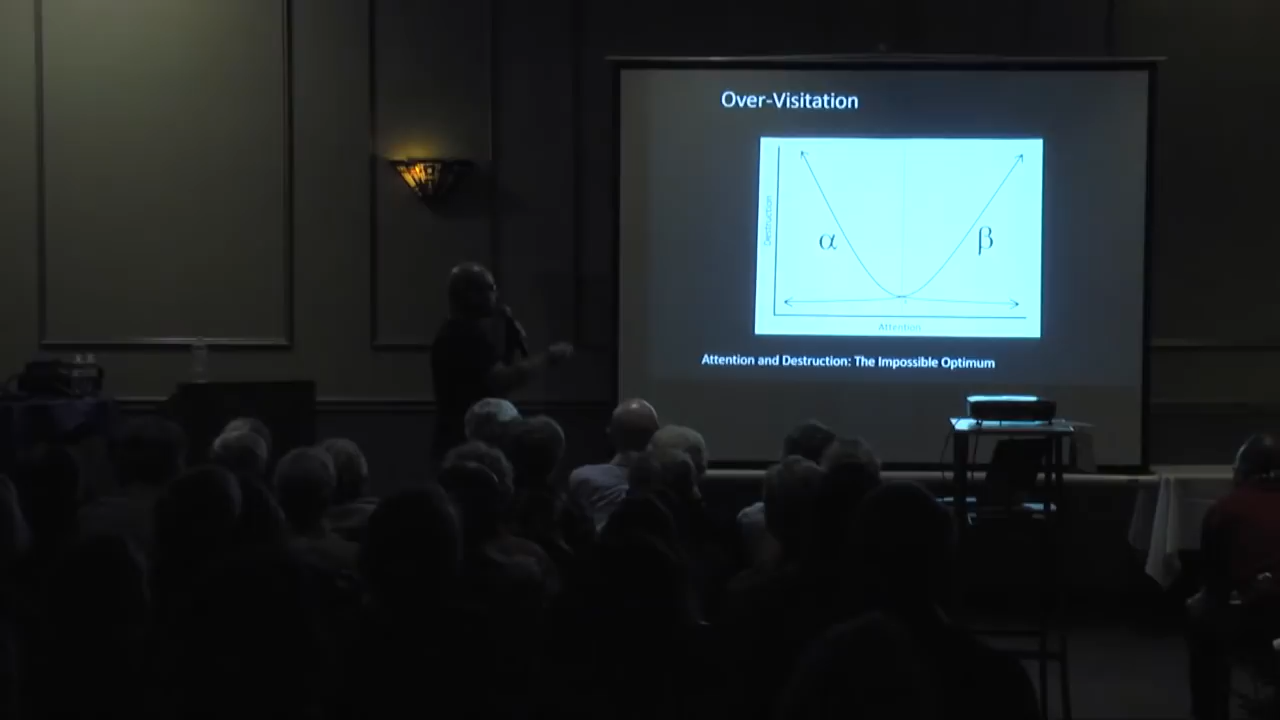 Over-Visitation
Destruction
α
β
Attention
Attention and Destruction: The Impossible Optimum